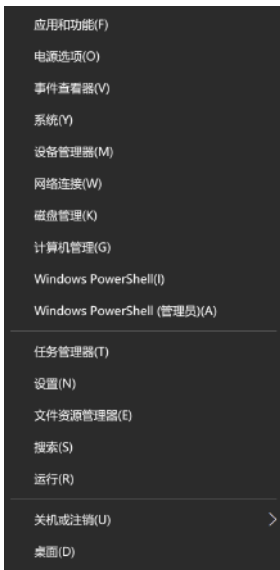 应用和功能(F)
电源选项(O)
事件查看器(V)
系统(Y)
设备管理器(M)
网络连接(W)
磁盘管理(K)
计算机管理(G)
Windows PowerShell(I)
Windows PowerShell (管理员)(A)
任务管理器(T)
设置(N)
文件资源管理器(E)
搜索(S)
运行(R)
关机或注销(U)
桌面(D)